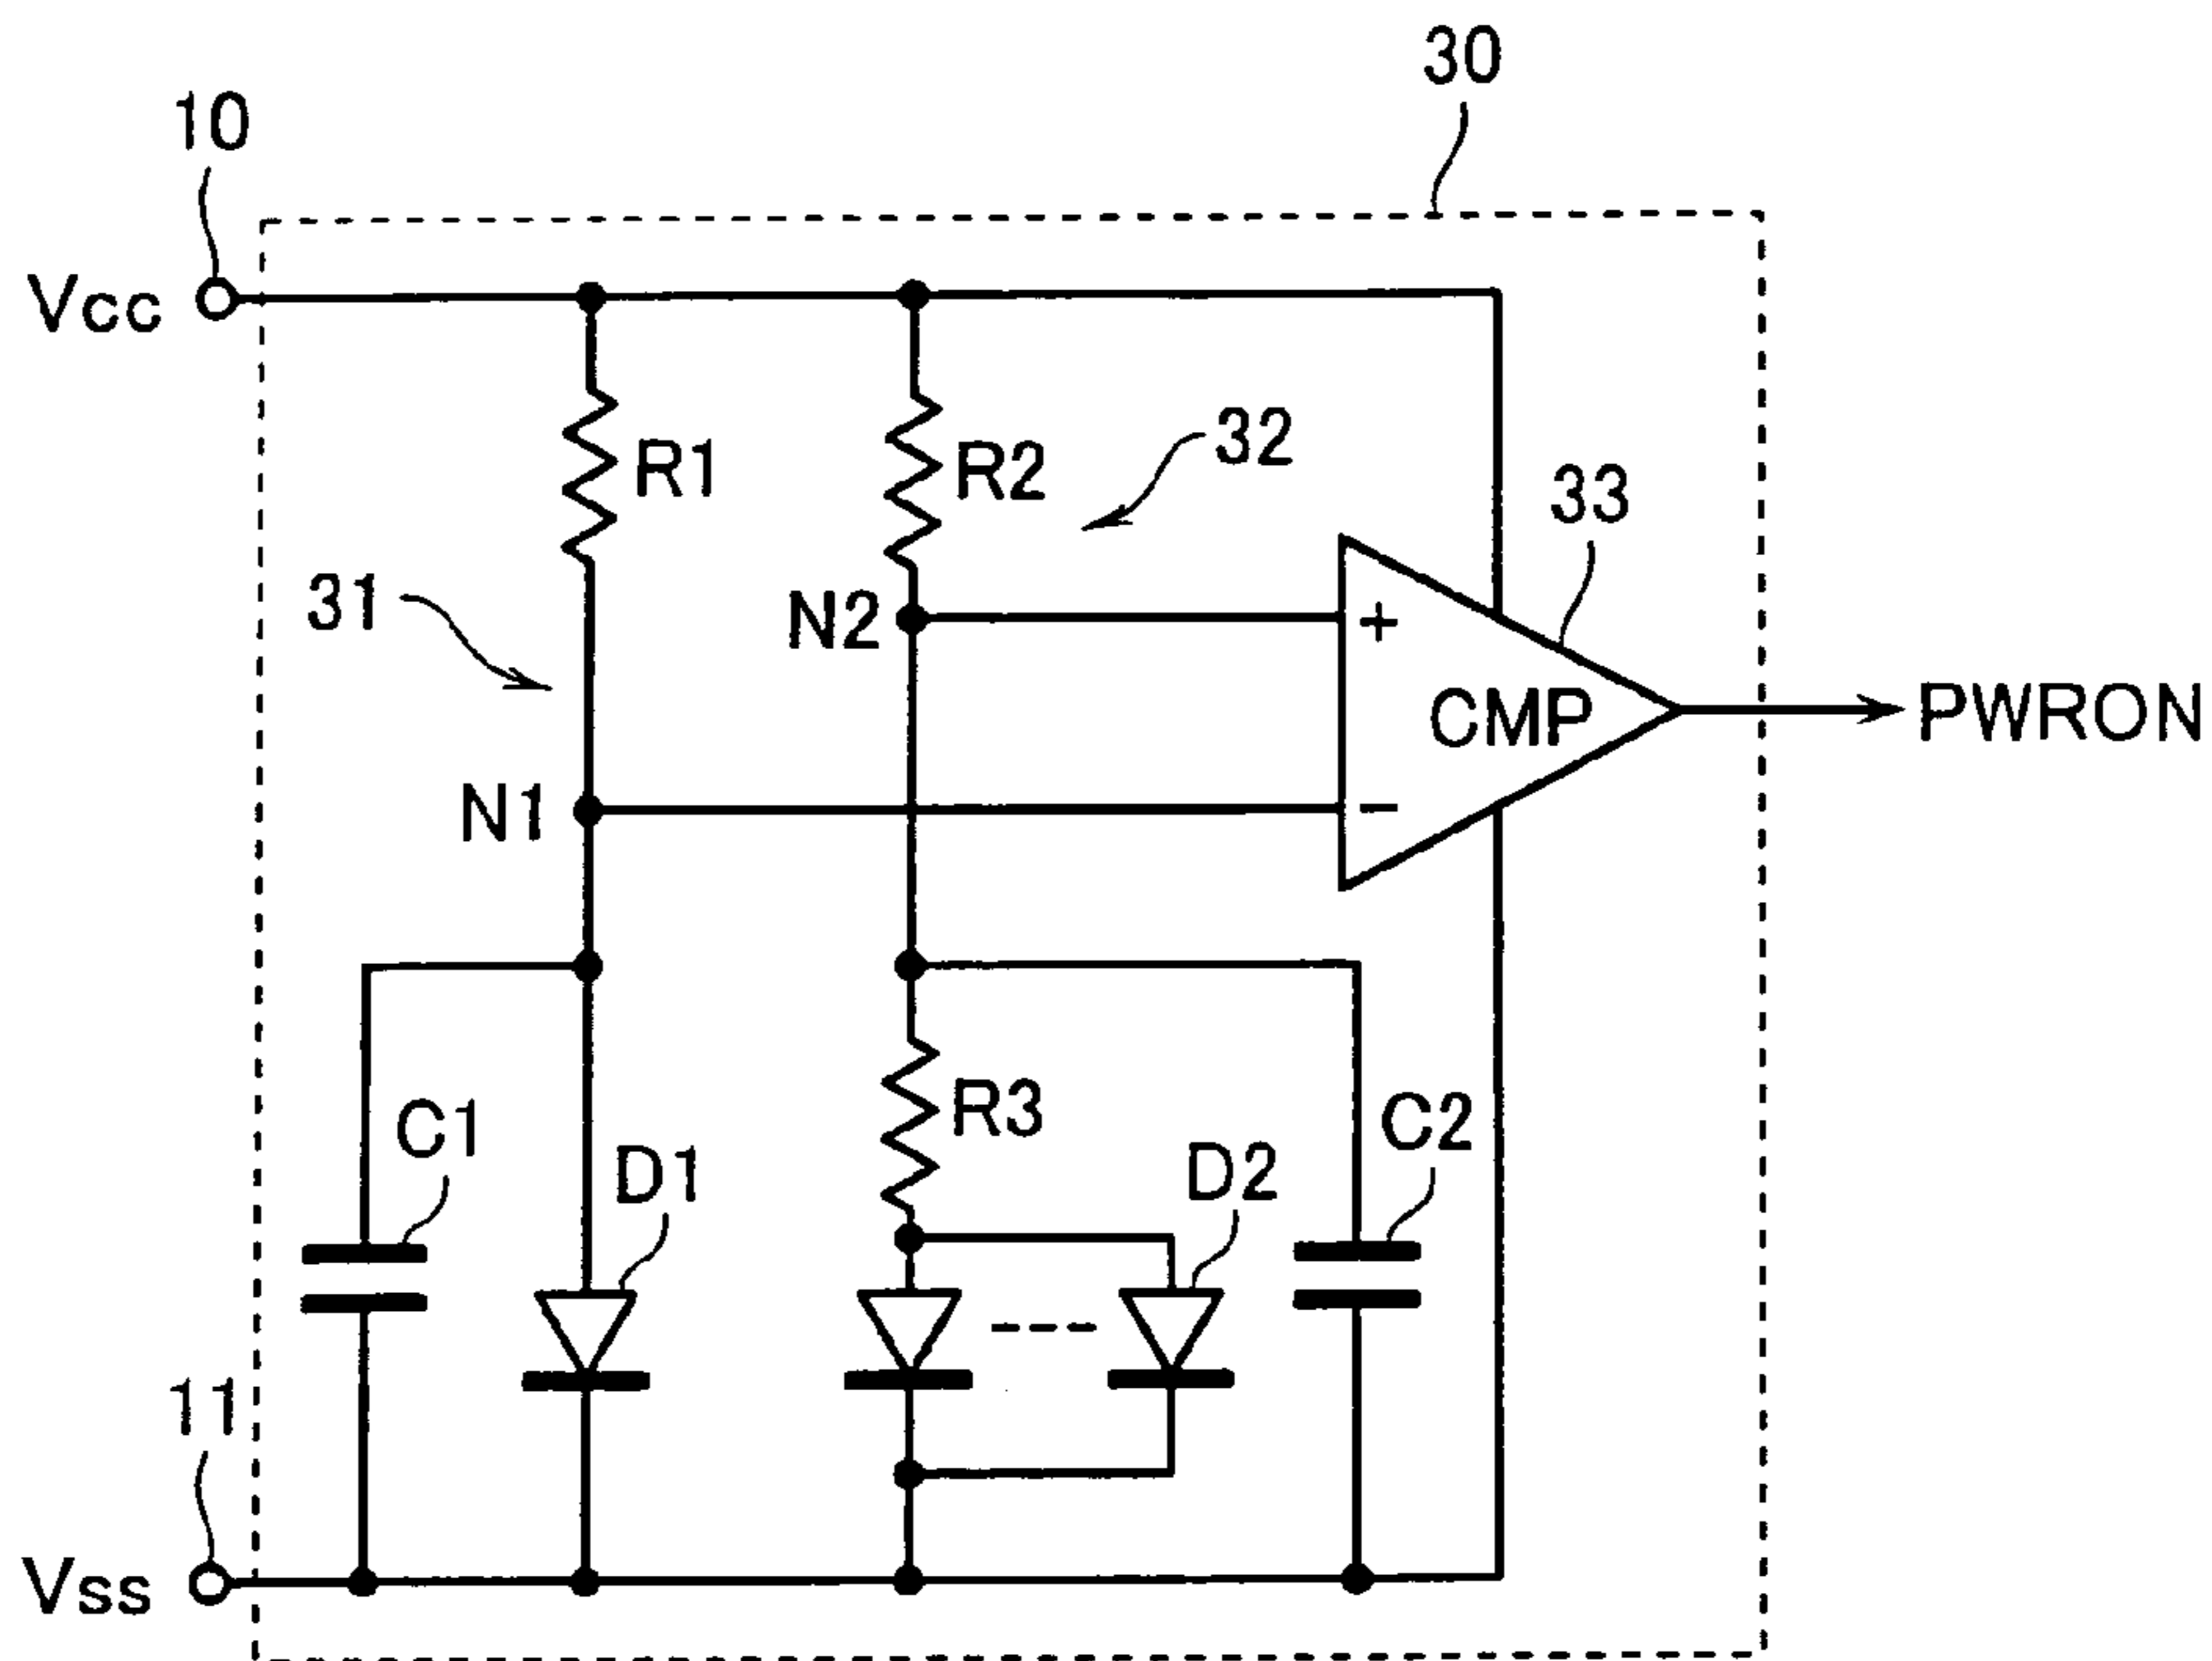 30
10
Vcc
R1
R2
32
33
31
N2
+
CMP
PWRON
N1
−
C1
R3
C2
D1
D2
11
Vss